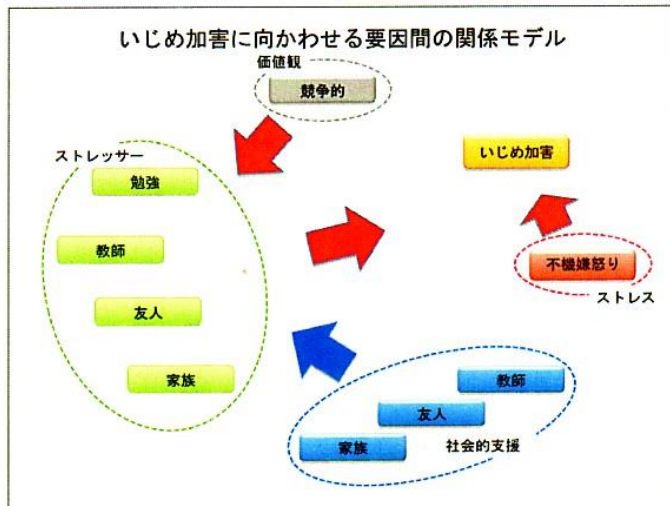 いじめ加害に向かわせる要因間の関係モデル
価値観
競争的
ストレッサー
勉強
教師
友人
家族
いじめ加害
不機嫌怒り
ストレス
教師
友人
家族
社会的支援